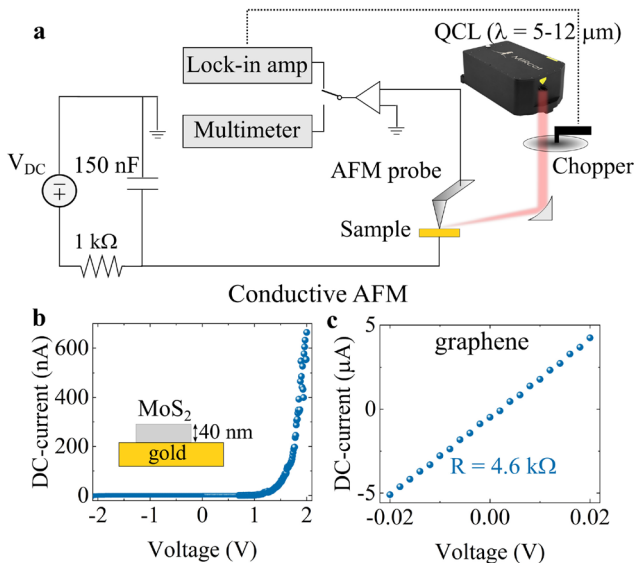 a
QCL (λ = 5-12 μm)
Lock-in amp
Multimeter
AFM probe
Chopper
V_DC
150 nF
Sample
1 kΩ
Conductive AFM
b
DC-current (nA)
600
400
200
0
MoS₂
40 nm
gold
-2
-1
0
1
2
Voltage (V)
c
graphene
DC-current (μA)
5
0
-5
R = 4.6 kΩ
-0.02
0.00
0.02
Voltage (V)